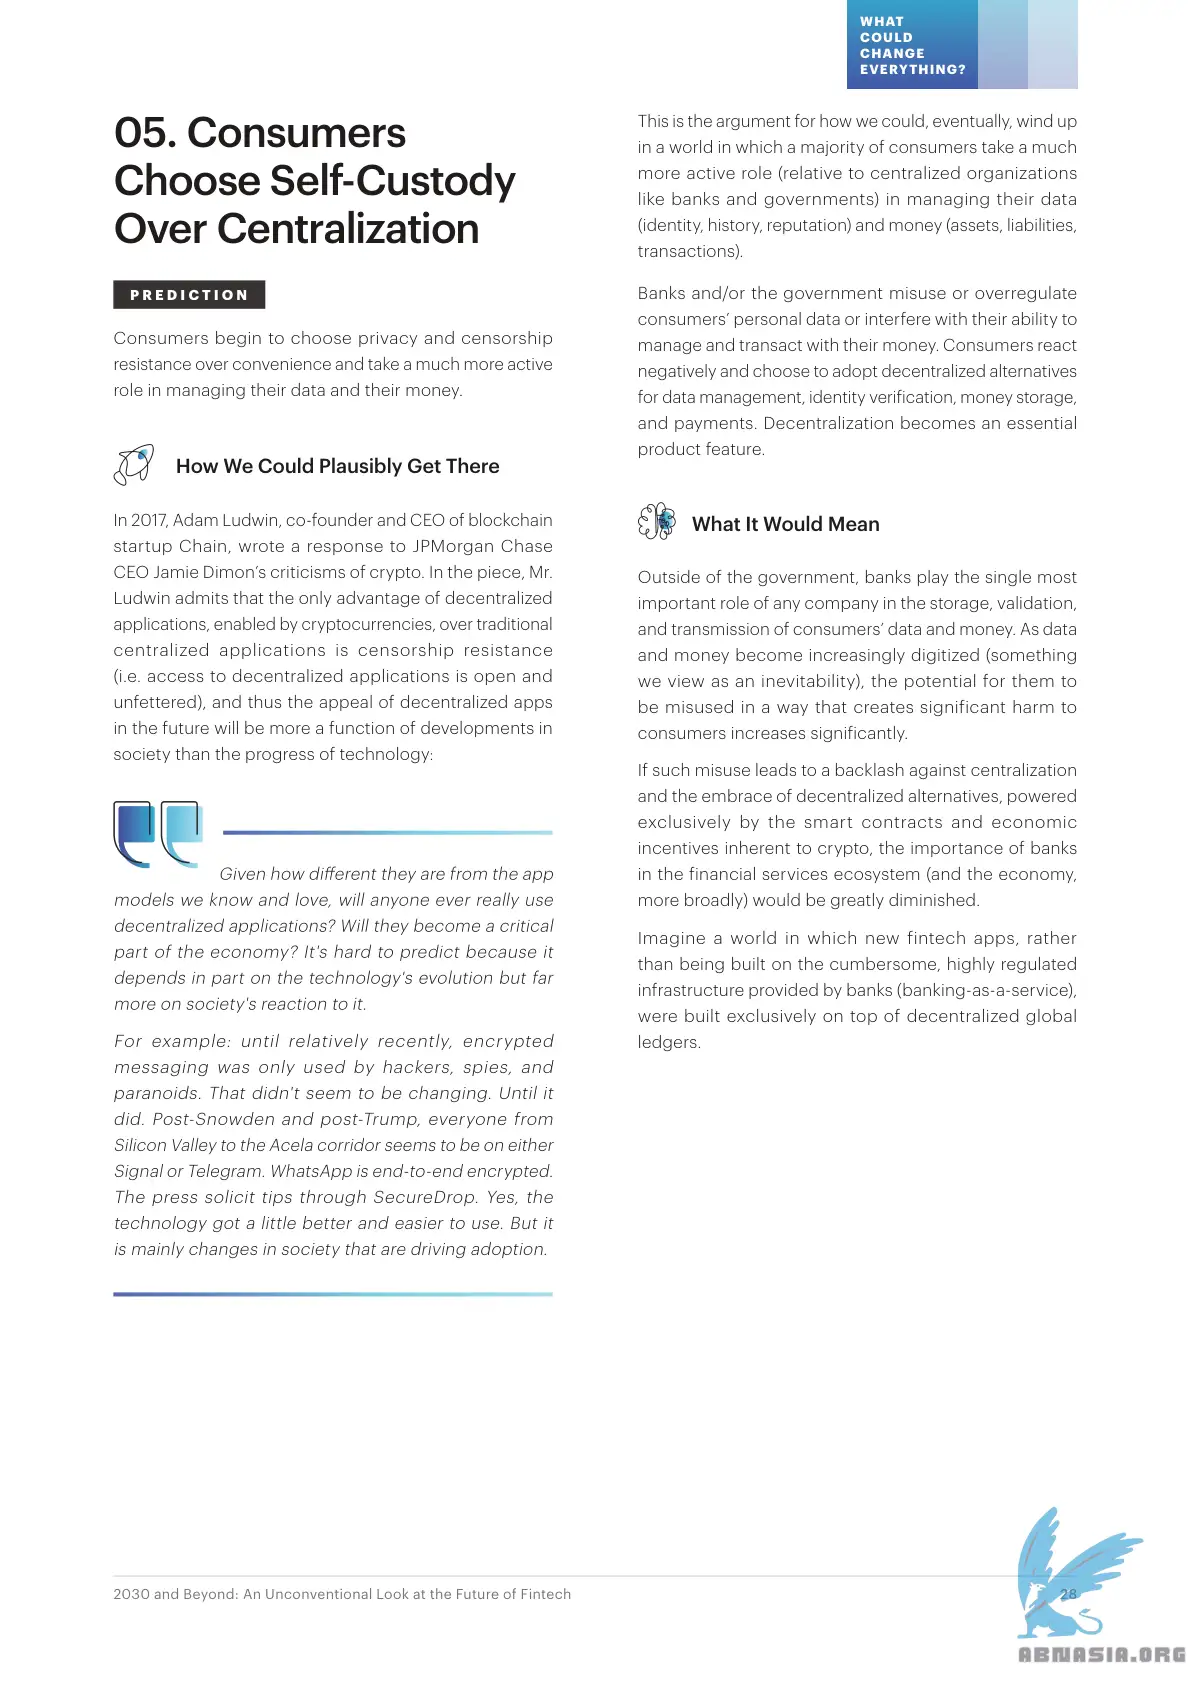 WHAT
COULD
CHANGE
EVERYTHING?
05. Consumers
Choose Self-Custody
Over Centralization
PREDICTION
Consumers begin to choose privacy and censorship
resistance over convenience and take a much more active
role in managing their data and their money.
How We Could Plausibly Get There
In 2017, Adam Ludwin, co-founder and CEO of blockchain
startup Chain, wrote a response to JPMorgan Chase
CEO Jamie Dimon’s criticisms of crypto. In the piece, Mr.
Ludwin admits that the only advantage of decentralized
applications, enabled by cryptocurrencies, over traditional
centralized applications is censorship resistance
(i.e. access to decentralized applications is open and
unfettered), and thus the appeal of decentralized apps
in the future will be more a function of developments in
society than the progress of technology:
Given how different they are from the app
models we know and love, will anyone ever really use
decentralized applications? Will they become a critical
part of the economy? It's hard to predict because it
depends in part on the technology's evolution but far
more on society's reaction to it.
For example: until relatively recently, encrypted
messaging was only used by hackers, spies, and
paranoids. That didn't seem to be changing. Until it
did. Post-Snowden and post-Trump, everyone from
Silicon Valley to the Acela corridor seems to be on either
Signal or Telegram. WhatsApp is end-to-end encrypted.
The press solicit tips through SecureDrop. Yes, the
technology got a little better and easier to use. But it
is mainly changes in society that are driving adoption.
This is the argument for how we could, eventually, wind up
in a world in which a majority of consumers take a much
more active role (relative to centralized organizations
like banks and governments) in managing their data
(identity, history, reputation) and money (assets, liabilities,
transactions).
Banks and/or the government misuse or overregulate
consumers’ personal data or interfere with their ability to
manage and transact with their money. Consumers react
negatively and choose to adopt decentralized alternatives
for data management, identity verification, money storage,
and payments. Decentralization becomes an essential
product feature.
What It Would Mean
Outside of the government, banks play the single most
important role of any company in the storage, validation,
and transmission of consumers’ data and money. As data
and money become increasingly digitized (something
we view as an inevitability), the potential for them to
be misused in a way that creates significant harm to
consumers increases significantly.
If such misuse leads to a backlash against centralization
and the embrace of decentralized alternatives, powered
exclusively by the smart contracts and economic
incentives inherent to crypto, the importance of banks
in the financial services ecosystem (and the economy,
more broadly) would be greatly diminished.
Imagine a world in which new fintech apps, rather
than being built on the cumbersome, highly regulated
infrastructure provided by banks (banking-as-a-service),
were built exclusively on top of decentralized global
ledgers.
2030 and Beyond: An Unconventional Look at the Future of Fintech
28
ABNASIA.ORG